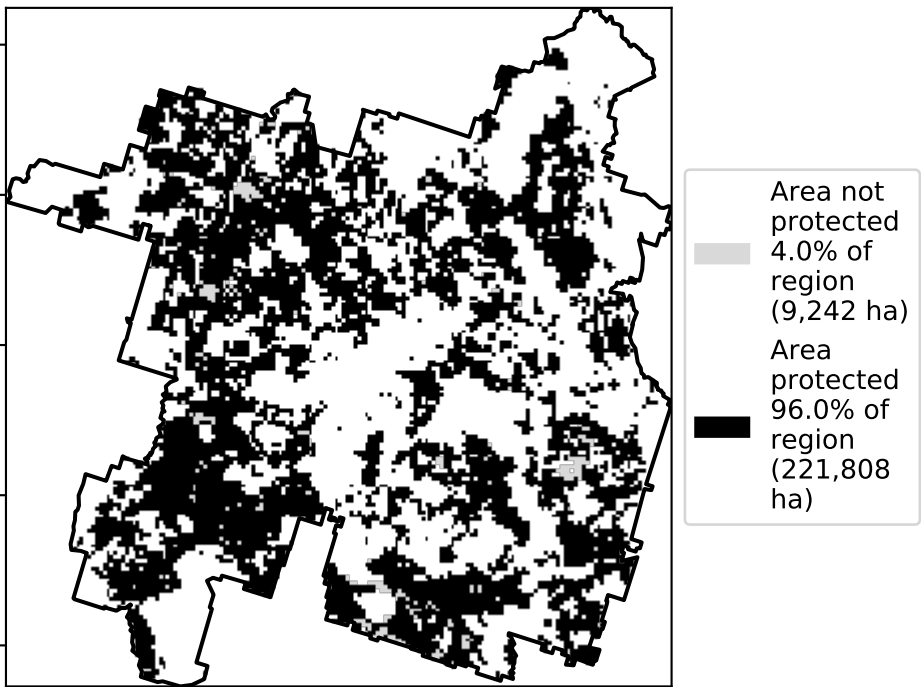 Area not
protected
4.0% of
region
(9,242 ha)
Area
protected
96.0% of
region
(221,808
ha)